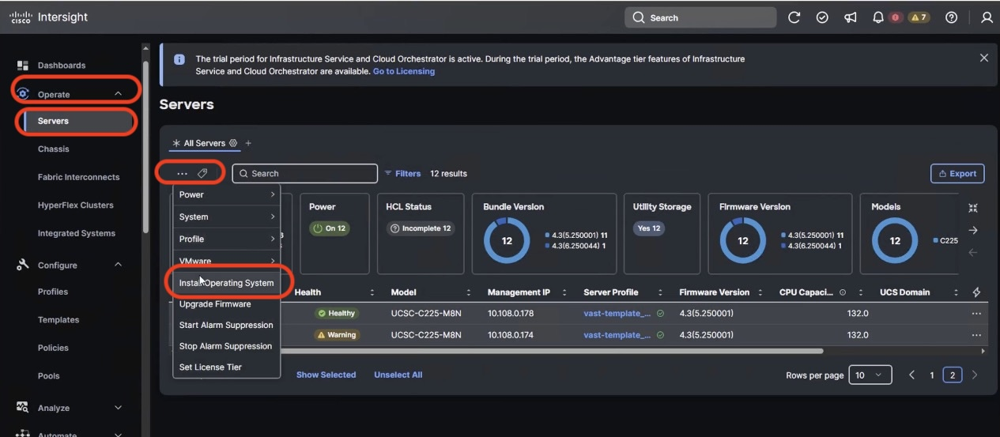 CISCO Intersight
Search
7
Dashboards
Operate
Servers
Chassis
Fabric Interconnects
HyperFlex Clusters
Integrated Systems
Configure
Profiles
Templates
Policies
Pools
Analyze
Automate
The trial period for Infrastructure Service and Cloud Orchestrator is active. During the trial period, the Advantage tier features of Infrastructure
Service and Cloud Orchestrator are available. Go to Licensing
Servers
All Servers
Search
Filters 12 results
Export
Power
System
Profile
VMware
Install Operating System
Upgrade Firmware
Start Alarm Suppression
Stop Alarm Suppression
Set License Tier
Power
On 12
HCL Status
Incomplete 12
Bundle Version
12
4.3(5.250001) 11
4.3(6.250044) 1
Utility Storage
Yes 12
Firmware Version
12
4.3(5.250001) 11
4.3(6.250044) 1
Models
12
C225
Health Model Management IP Server Profile Firmware Version CPU Capaci... UCS Domain
Healthy UCSC-C225-M8N 10.108.0.178 vast-template_... 4.3(5.250001) 132.0
Warning UCSC-C225-M8N 10.108.0.174 vast-template_... 4.3(5.250001) 132.0
Show Selected Unselect All
Rows per page 10 1 2